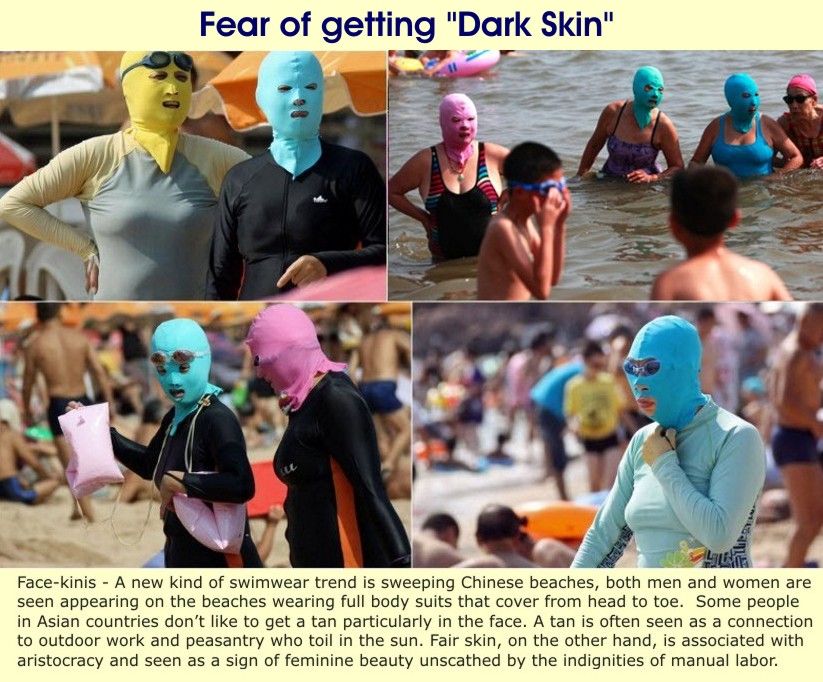 Fear of getting "Dark Skin"
Face-kinis - A new kind of swimwear trend is sweeping Chinese beaches, both men and women are
seen appearing on the beaches wearing full body suits that cover from head to toe.  Some people
in Asian countries don’t like to get a tan particularly in the face. A tan is often seen as a connection
to outdoor work and peasantry who toil in the sun. Fair skin, on the other hand, is associated with
aristocracy and seen as a sign of feminine beauty unscathed by the indignities of manual labor.